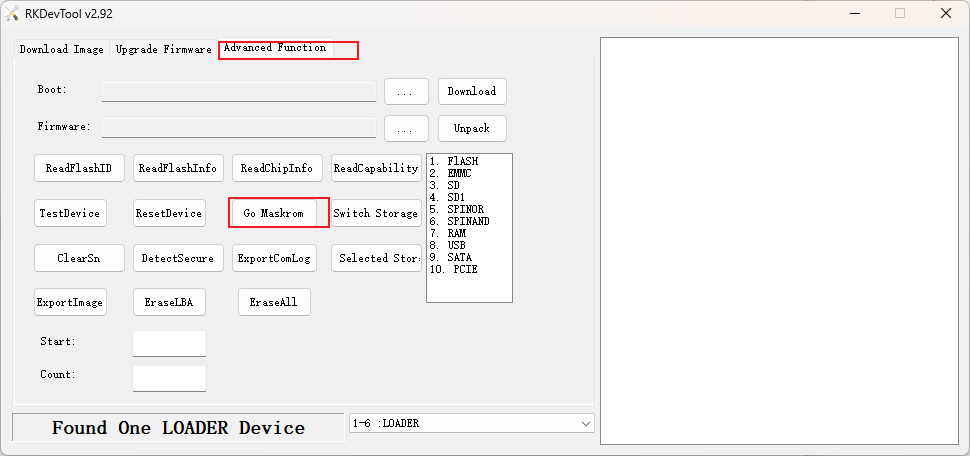 RKDevTool v2.92
Download Image Upgrade Firmware Advanced Function
Boot: ... Download
Firmware: ... Unpack
ReadFlashID ReadFlashInfo ReadChipInfo ReadCapability
TestDevice ResetDevice Go Maskrom Switch Storage
ClearSn DetectSecure ExportComLog Selected Stor
ExportImage EraseLBA EraseAll
1. FlASH
2. EMMC
3. SD
4. SD1
5. SPINOR
6. SPINAND
7. RAM
8. USB
9. SATA
10. PCIE
Start:
Count:
Found One LOADER Device
1-6 :LOADER